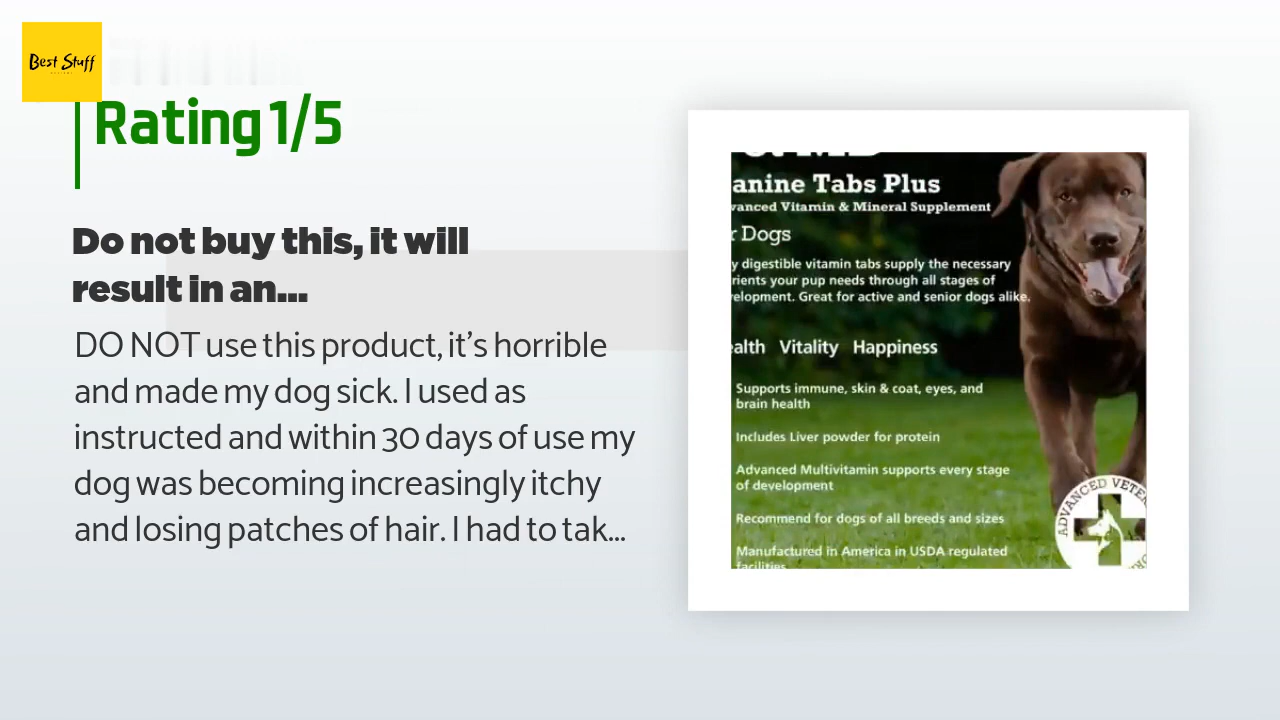 Best Stuff
Rating 1/5
Do not buy this, it will
result in an...
DO NOT use this product, it's horrible
and made my dog sick. I used as
instructed and within 30 days of use my
dog was becoming increasingly itchy
and losing patches of hair. I had to tak...
anine Tabs Plus
vanced Vitamin & Mineral Supplement
r Dogs
y digestible vitamin tabs supply the necessary
rients your pup needs through all stages of
velopment. Great for active and senior dogs alike.
ealth Vitality Happiness
Supports immune, skin & coat, eyes, and
brain health
Includes Liver powder for protein
Advanced Multivitamin supports every stage
of development
Recommend for dogs of all breeds and sizes
Manufactured in America in USDA regulated
facilities
ADVANCED VETER